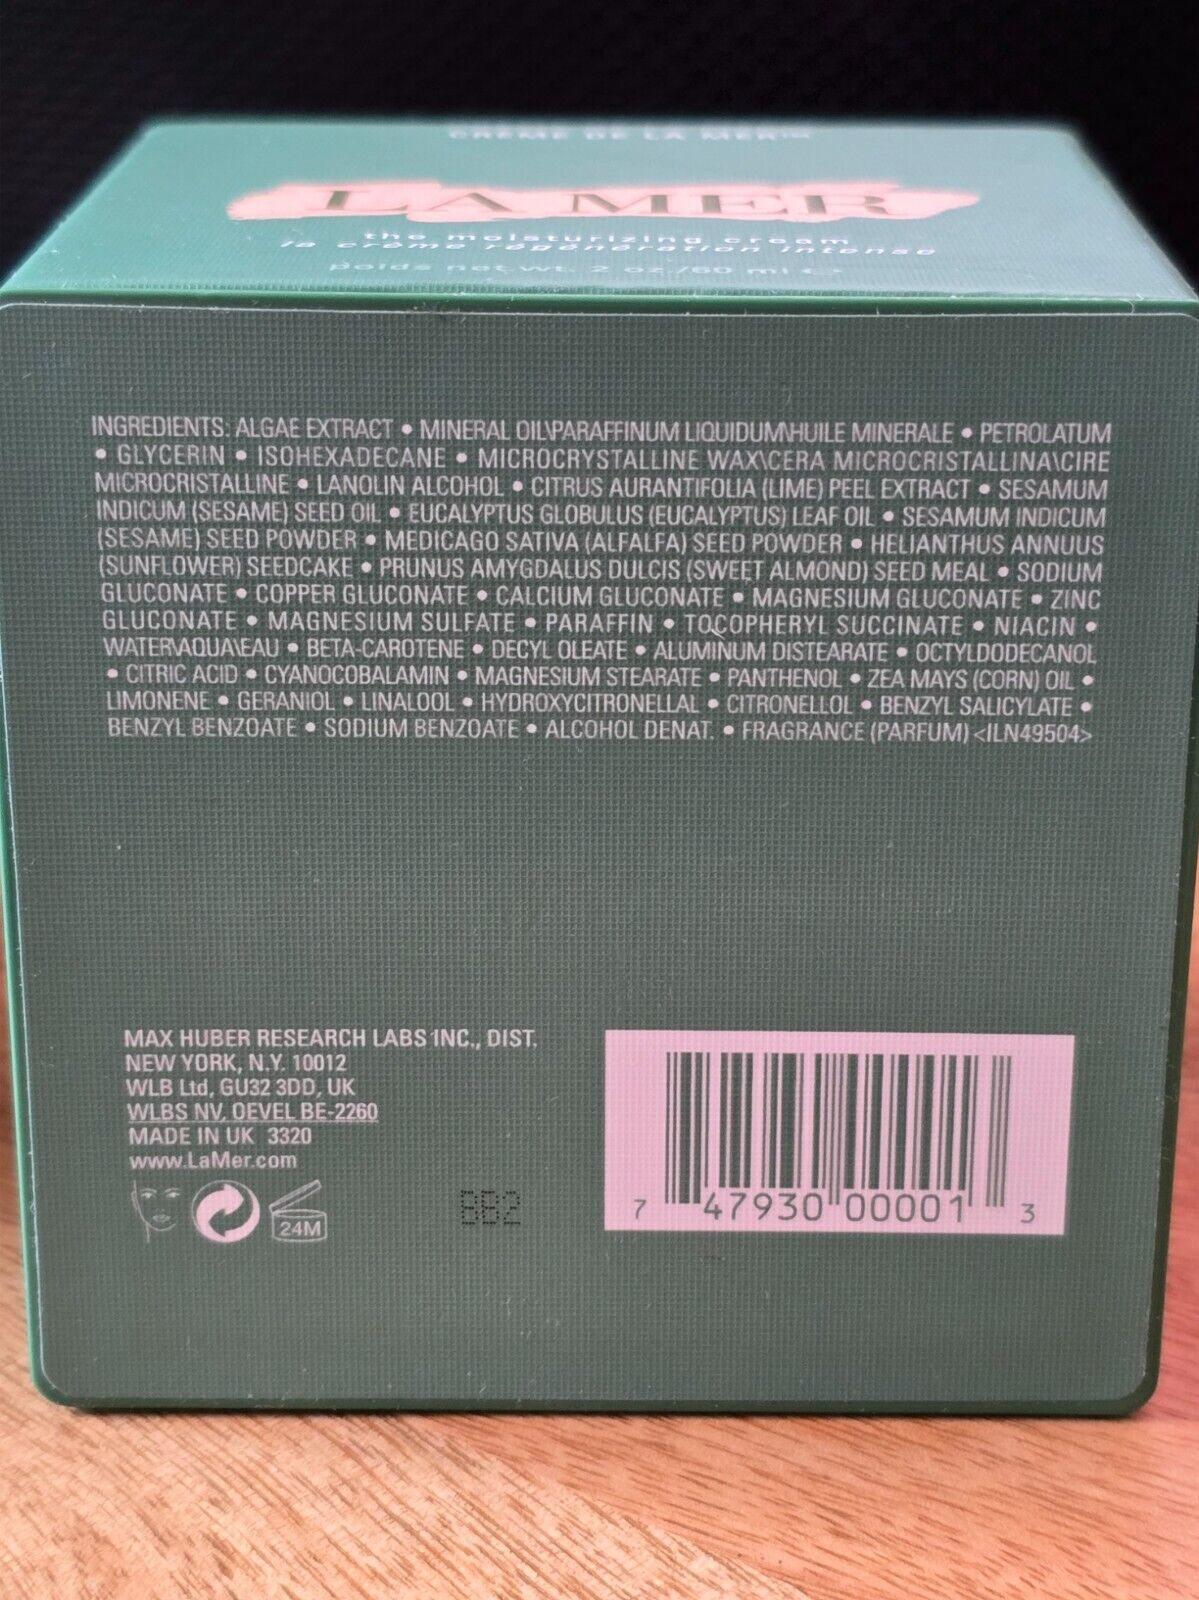 CRÈME DE LA MER™
LA MER
the moisturizing cream
la crème régénération intense
poids net wt. 2 oz./60 ml ℮
INGREDIENTS: ALGAE EXTRACT • MINERAL OIL\PARAFFINUM LIQUIDUM\HUILE MINERALE • PETROLATUM
• GLYCERIN • ISOHEXADECANE • MICROCRYSTALLINE WAX\CERA MICROCRISTALLINA\CIRE
MICROCRISTALLINE • LANOLIN ALCOHOL • CITRUS AURANTIFOLIA (LIME) PEEL EXTRACT • SESAMUM
INDICUM (SESAME) SEED OIL • EUCALYPTUS GLOBULUS (EUCALYPTUS) LEAF OIL • SESAMUM INDICUM
(SESAME) SEED POWDER • MEDICAGO SATIVA (ALFALFA) SEED POWDER • HELIANTHUS ANNUUS
(SUNFLOWER) SEEDCAKE • PRUNUS AMYGDALUS DULCIS (SWEET ALMOND) SEED MEAL • SODIUM
GLUCONATE • COPPER GLUCONATE • CALCIUM GLUCONATE • MAGNESIUM GLUCONATE • ZINC
GLUCONATE • MAGNESIUM SULFATE • PARAFFIN • TOCOPHERYL SUCCINATE • NIACIN •
WATER\AQUA\EAU • BETA-CAROTENE • DECYL OLEATE • ALUMINUM DISTEARATE • OCTYLDODECANOL
• CITRIC ACID • CYANOCOBALAMIN • MAGNESIUM STEARATE • PANTHENOL • ZEA MAYS (CORN) OIL •
LIMONENE • GERANIOL • LINALOOL • HYDROXYCITRONELLAL • CITRONELLOL • BENZYL SALICYLATE •
BENZYL BENZOATE • SODIUM BENZOATE • ALCOHOL DENAT. • FRAGRANCE (PARFUM) <ILN49504>
MAX HUBER RESEARCH LABS INC., DIST.
NEW YORK, N.Y. 10012
WLB Ltd, GU32 3DD, UK
WLBS NV, OEVEL BE-2260
MADE IN UK 3320
www.LaMer.com
24M
BB2
7 47930 00001 3